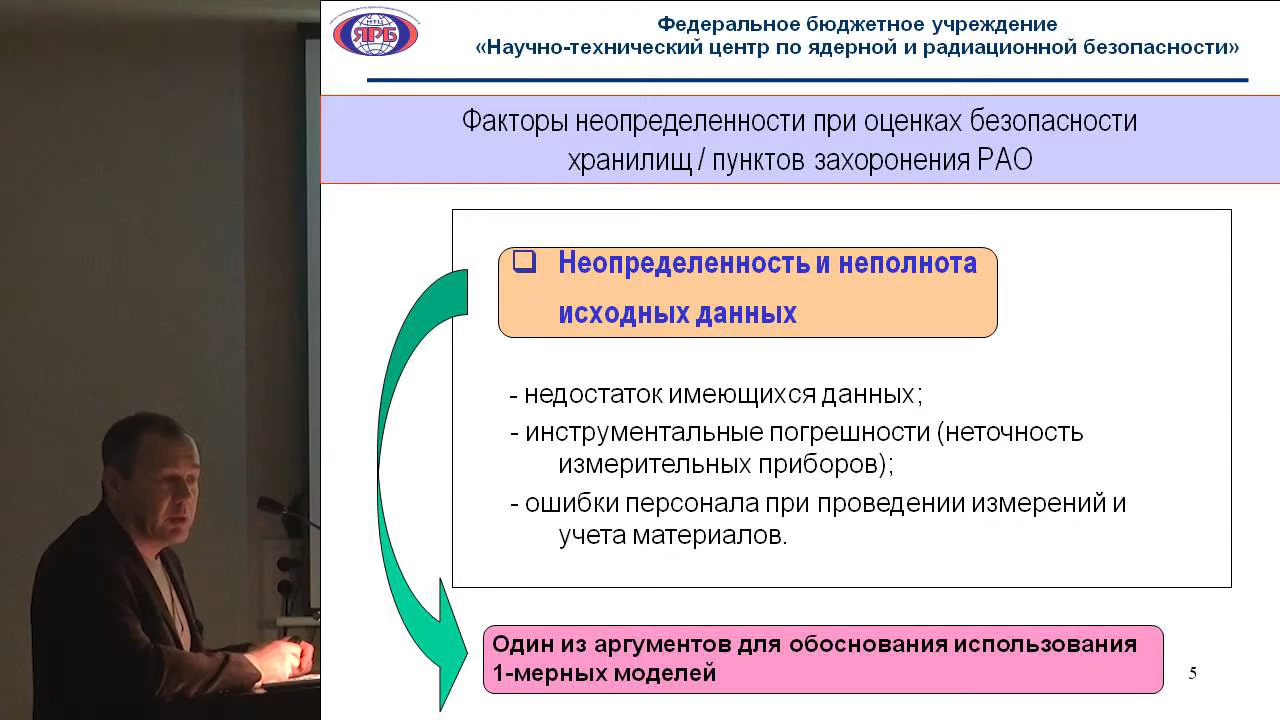 НТЦ
ЯРБ
Федеральное бюджетное учреждение
«Научно-технический центр по ядерной и радиационной безопасности»
Факторы неопределенности при оценках безопасности
хранилищ / пунктов захоронения РАО
Неопределенность и неполнота
исходных данных
- недостаток имеющихся данных;
- инструментальные погрешности (неточность
измерительных приборов);
- ошибки персонала при проведении измерений и
учета материалов.
Один из аргументов для обоснования использования
1-мерных моделей
5